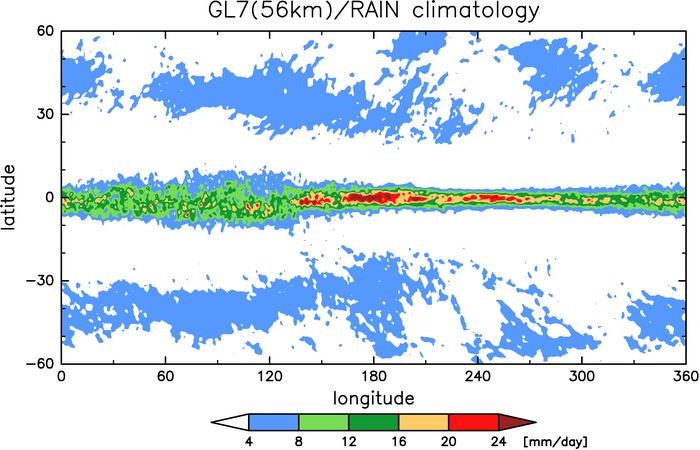 GL7(56km)/RAIN climatology
60
30
0
−30
−60
latitude
0 60 120 180 240 300 360
longitude
4 8 12 16 20 24 [mm/day]